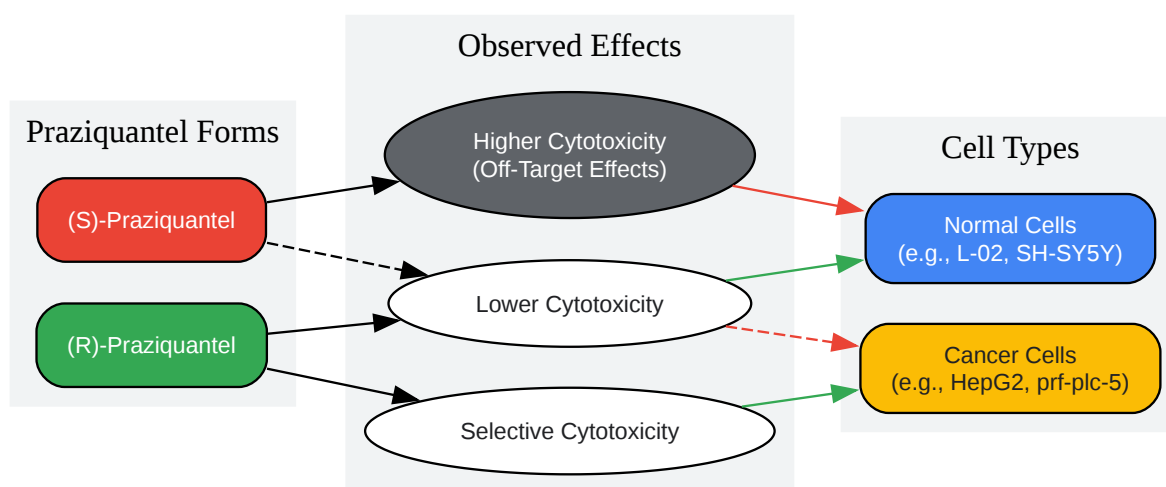 Praziquantel Forms
(S)-Praziquantel
(R)-Praziquantel
Observed Effects
Higher Cytotoxicity
(Off-Target Effects)
Lower Cytotoxicity
Selective Cytotoxicity
Cell Types
Normal Cells
(e.g., L-02, SH-SY5Y)
Cancer Cells
(e.g., HepG2, prf-plc-5)